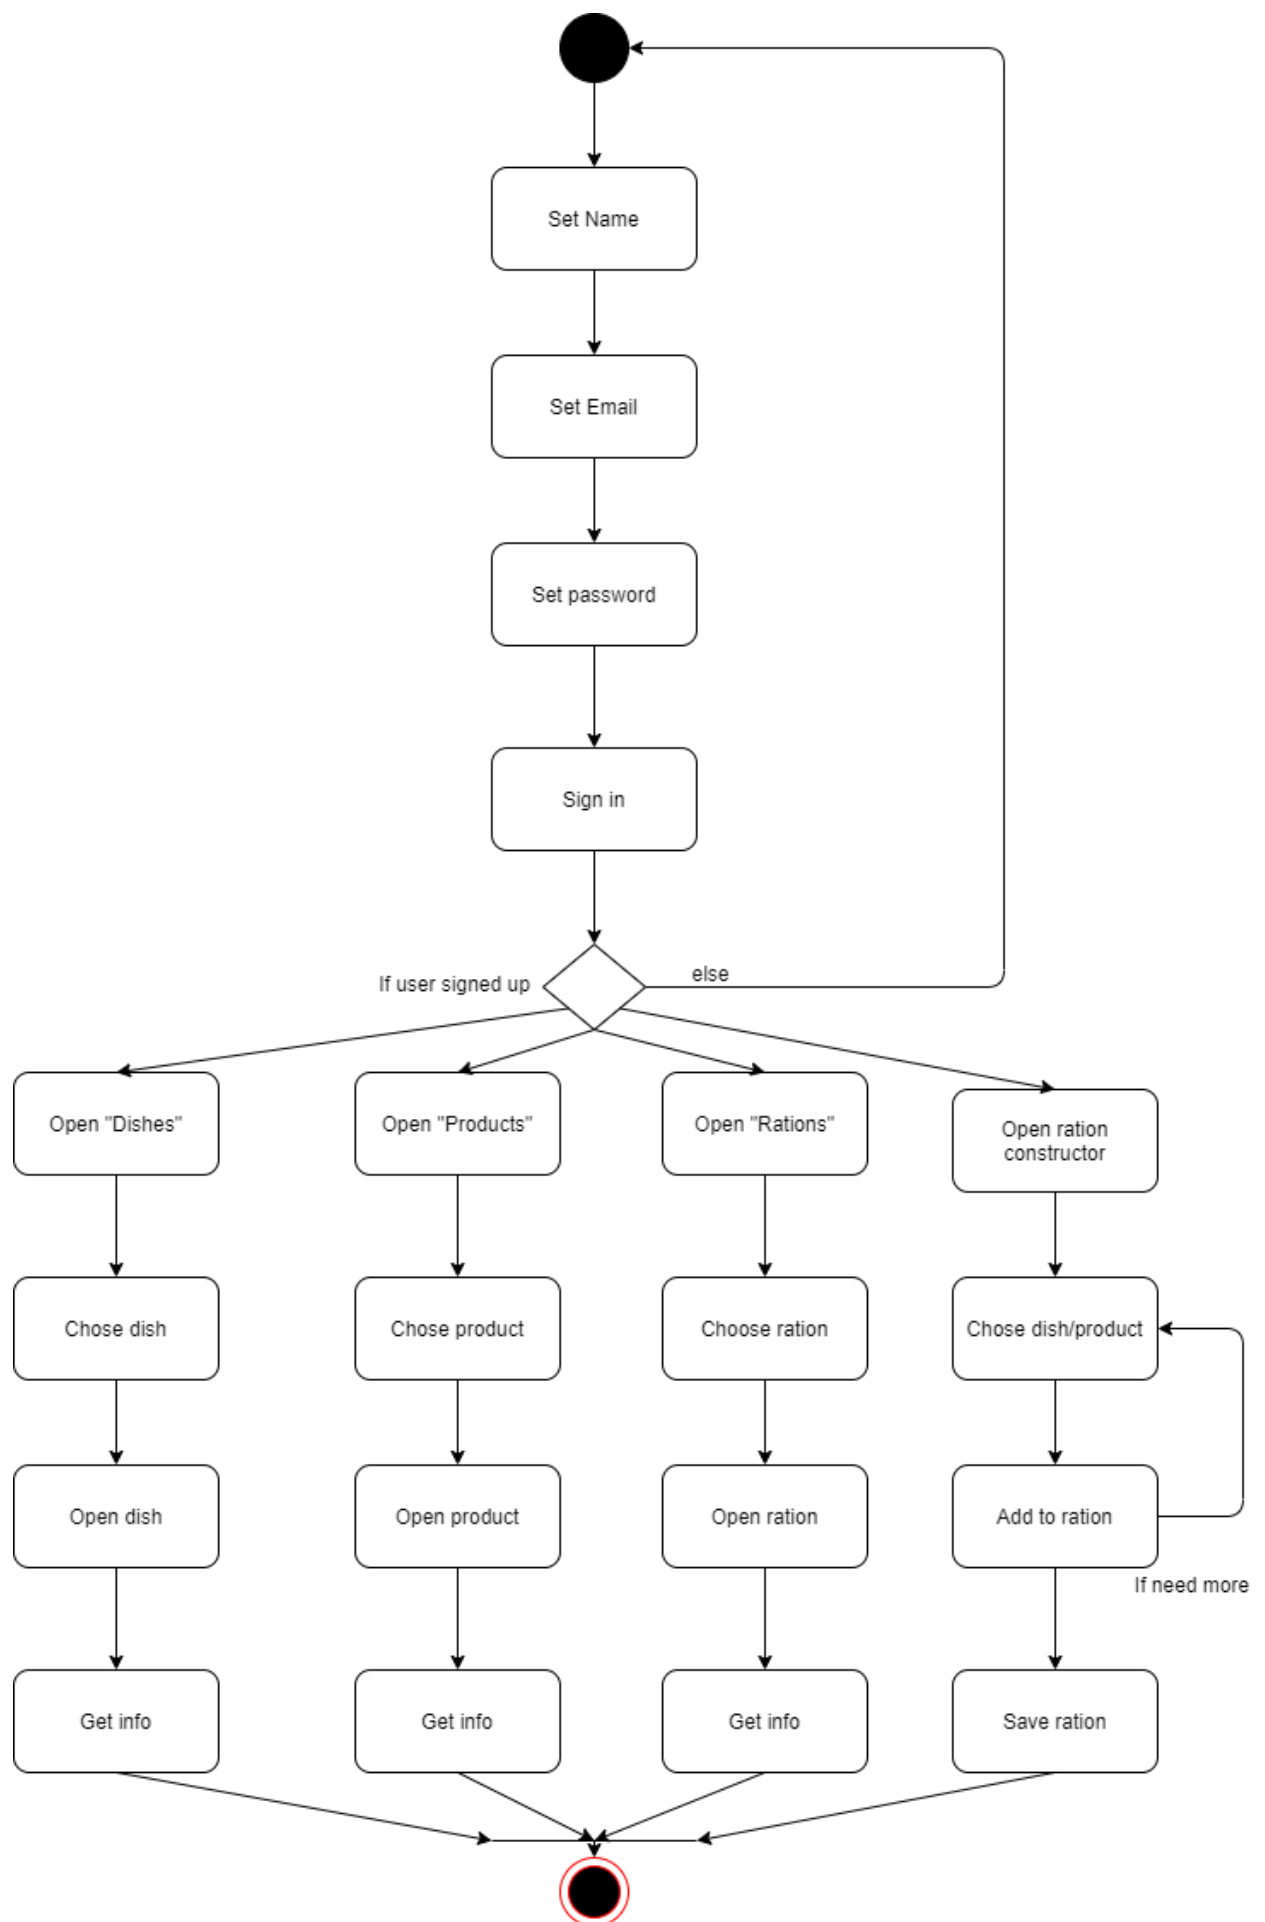 Set Name
Set Email
Set password
Sign in
If user signed up
else
Open "Dishes"
Open "Products"
Open "Rations"
Open ration
constructor
Chose dish
Chose product
Choose ration
Chose dish/product
Open dish
Open product
Open ration
Add to ration
If need more
Get info
Get info
Get info
Save ration